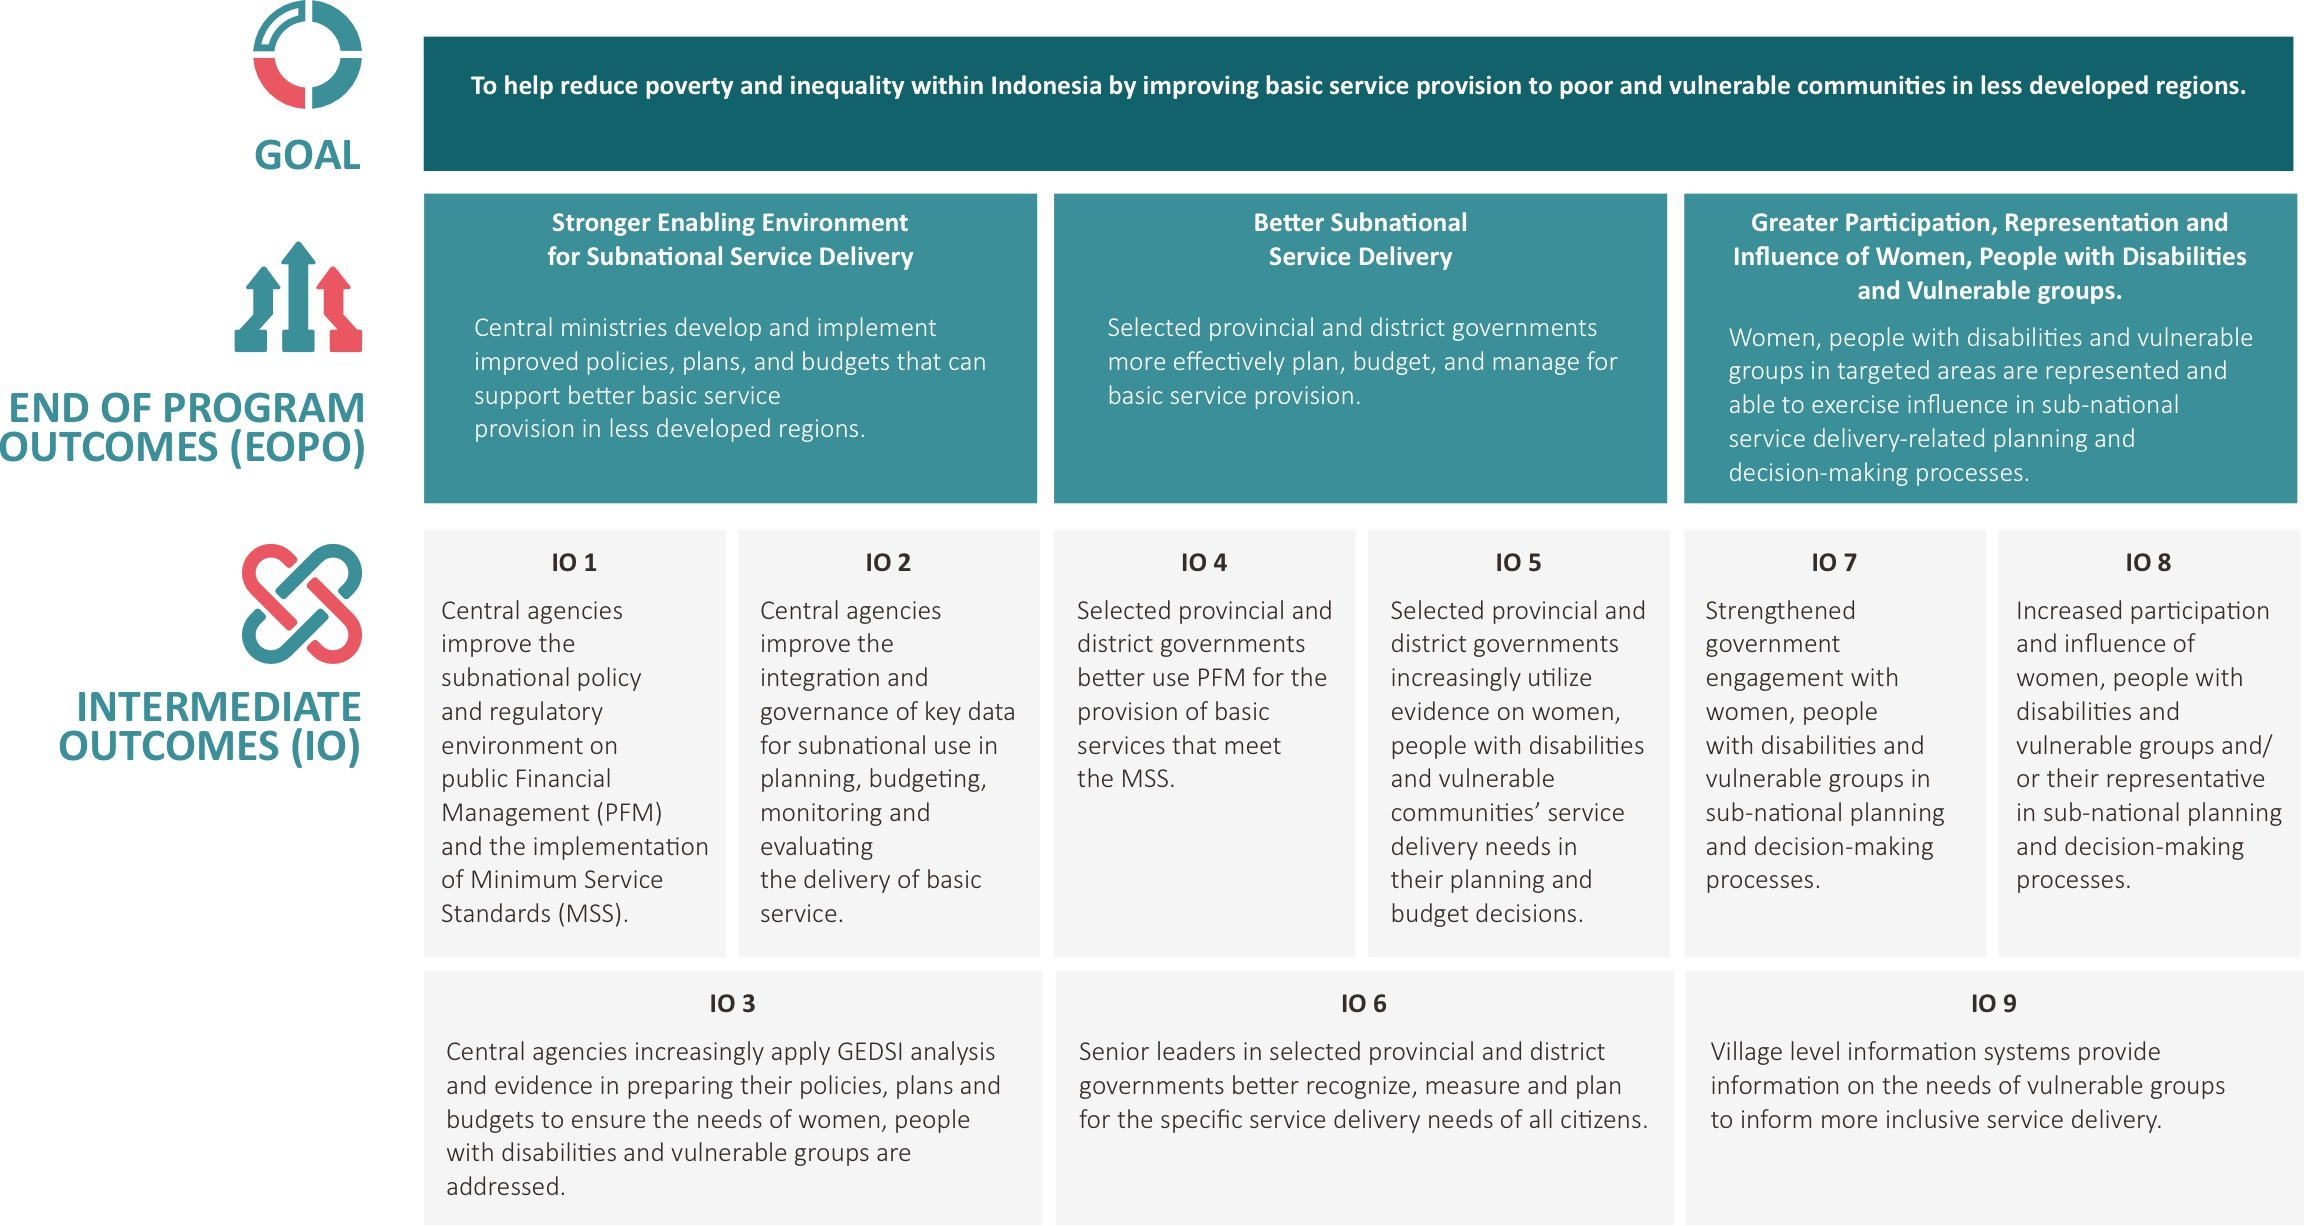 GOAL
To help reduce poverty and inequality within Indonesia by improving basic service provision to poor and vulnerable communities in less developed regions.
END OF PROGRAM
OUTCOMES (EOPO)
Stronger Enabling Environment
for Subnational Service Delivery
Central ministries develop and implement
improved policies, plans, and budgets that can
support better basic service
provision in less developed regions.
Better Subnational
Service Delivery
Selected provincial and district governments
more effectively plan, budget, and manage for
basic service provision.
Greater Participation, Representation and
Influence of Women, People with Disabilities
and Vulnerable groups.
Women, people with disabilities and vulnerable
groups in targeted areas are represented and
able to exercise influence in sub-national
service delivery-related planning and
decision-making processes.
INTERMEDIATE
OUTCOMES (IO)
IO 1
Central agencies
improve the
subnational policy
and regulatory
environment on
public Financial
Management (PFM)
and the implementation
of Minimum Service
Standards (MSS).
IO 2
Central agencies
improve the
integration and
governance of key data
for subnational use in
planning, budgeting,
monitoring and
evaluating
the delivery of basic
service.
IO 4
Selected provincial and
district governments
better use PFM for the
provision of basic
services that meet
the MSS.
IO 5
Selected provincial and
district governments
increasingly utilize
evidence on women,
people with disabilities
and vulnerable
communities’ service
delivery needs in
their planning and
budget decisions.
IO 7
Strengthened
government
engagement with
women, people
with disabilities and
vulnerable groups in
sub-national planning
and decision-making
processes.
IO 8
Increased participation
and influence of
women, people with
disabilities and
vulnerable groups and/
or their representative
in sub-national planning
and decision-making
processes.
IO 3
Central agencies increasingly apply GEDSI analysis
and evidence in preparing their policies, plans and
budgets to ensure the needs of women, people
with disabilities and vulnerable groups are
addressed.
IO 6
Senior leaders in selected provincial and district
governments better recognize, measure and plan
for the specific service delivery needs of all citizens.
IO 9
Village level information systems provide
information on the needs of vulnerable groups
to inform more inclusive service delivery.